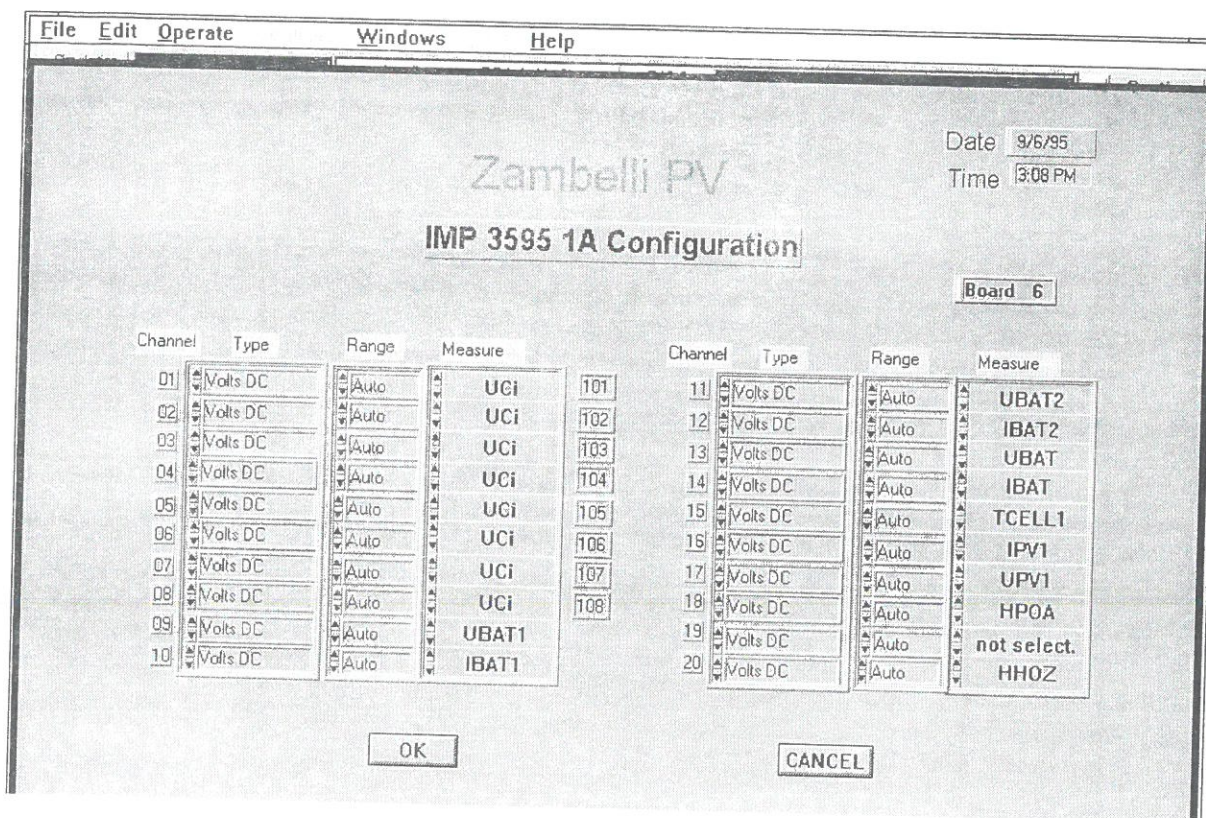 File Edit Operate Windows Help
Date 9/6/95
Zambelli PV
Time 3:08 PM
IMP 3595 1A Configuration
Board 6
Channel Type Range Measure Channel Type Range Measure
01 Volts DC Auto UCi 101 11 Volts DC Auto UBAT2
02 Volts DC Auto UCi 102 12 Volts DC Auto IBAT2
03 Volts DC Auto UCi 103 13 Volts DC Auto UBAT
04 Volts DC Auto UCi 104 14 Volts DC Auto IBAT
05 Volts DC Auto UCi 105 15 Volts DC Auto TCELL1
06 Volts DC Auto UCi 106 16 Volts DC Auto IPV1
07 Volts DC Auto UCi 107 17 Volts DC Auto UPV1
08 Volts DC Auto UCi 108 18 Volts DC Auto HPOA
09 Volts DC Auto UBAT1 19 Volts DC Auto not select.
10 Volts DC Auto IBAT1 20 Volts DC Auto HHOZ
OK CANCEL